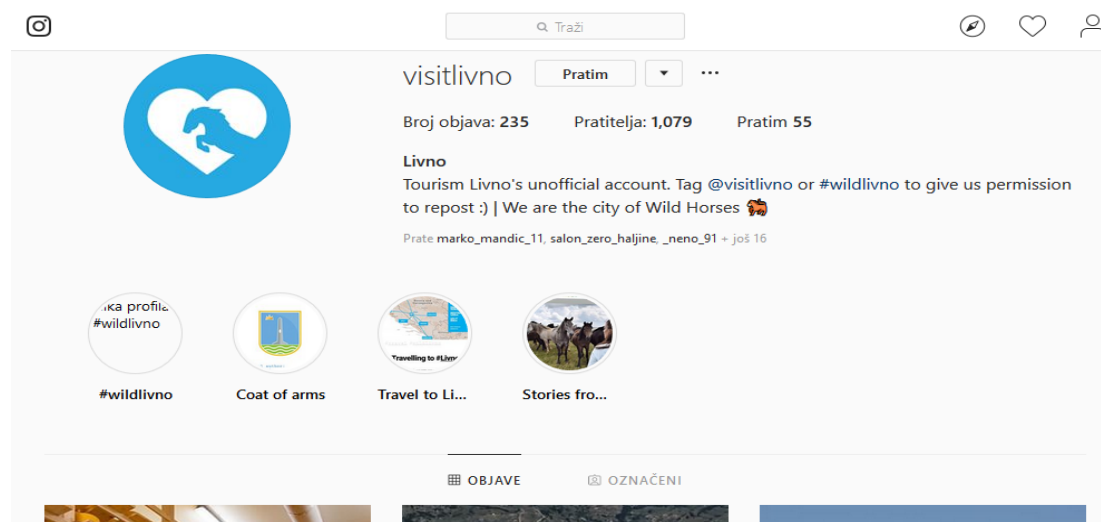 Traži
visitlivno Pratim
Broj objava: 235 Pratitelja: 1,079 Pratim 55
Livno
Tourism Livno's unofficial account. Tag @visitlivno or #wildlivno to give us permission
to repost :) | We are the city of Wild Horses
Prate marko_mandic_11, salon_zero_haljine, _neno_91 + još 16
profila
#wildlivno
Travelling to #Livno
#wildlivno Coat of arms Travel to Li... Stories fro...
OBJAVE OZNAČENI